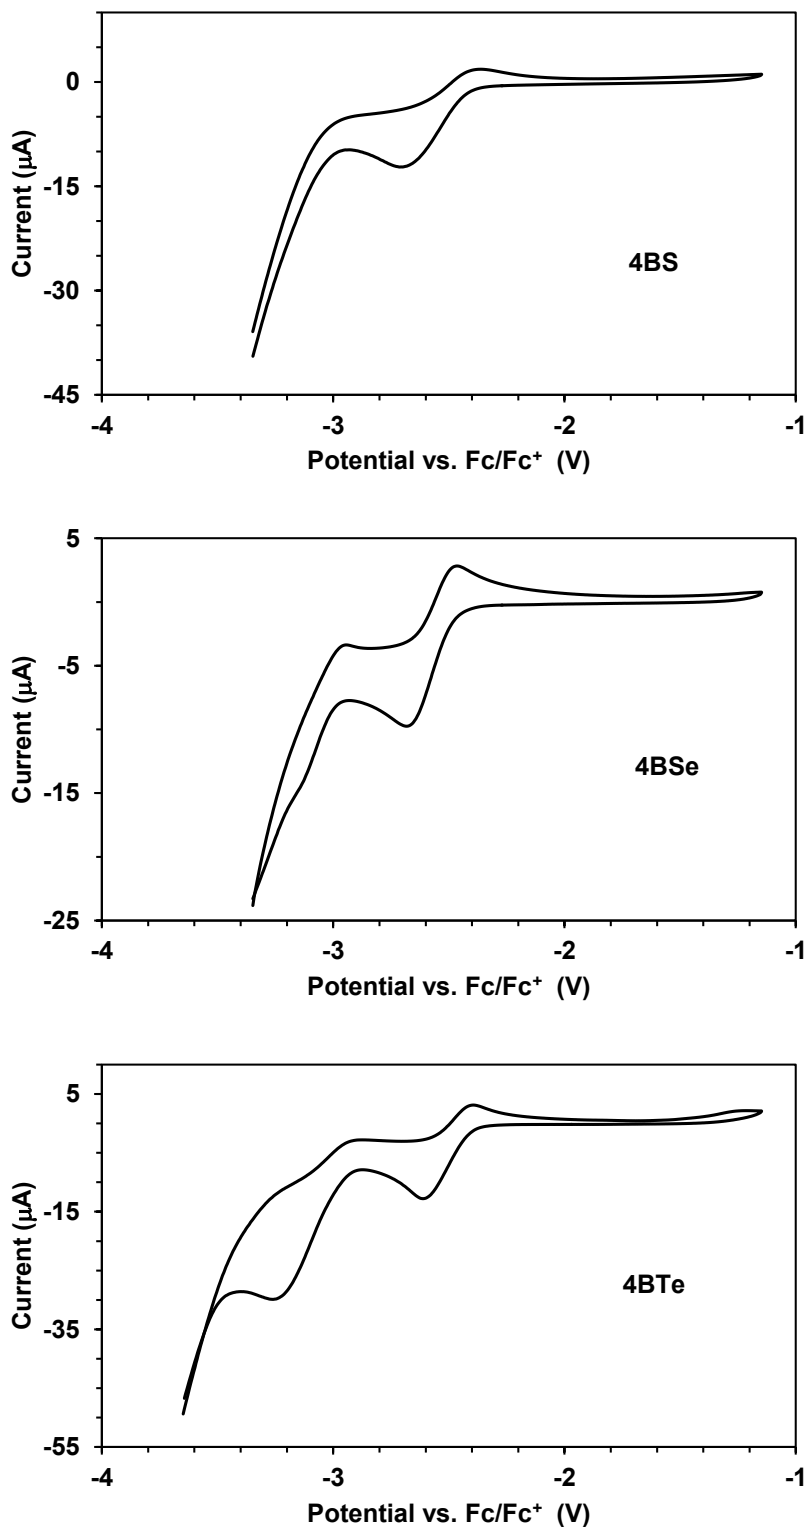 0
-15
-30
-45
Current (μA)
4BS
-4 -3 -2 -1
Potential vs. Fc/Fc⁺ (V)
5
-5
-15
-25
Current (μA)
4BSe
-4 -3 -2 -1
Potential vs. Fc/Fc⁺ (V)
5
-15
-35
-55
Current (μA)
4BTe
-4 -3 -2 -1
Potential vs. Fc/Fc⁺ (V)